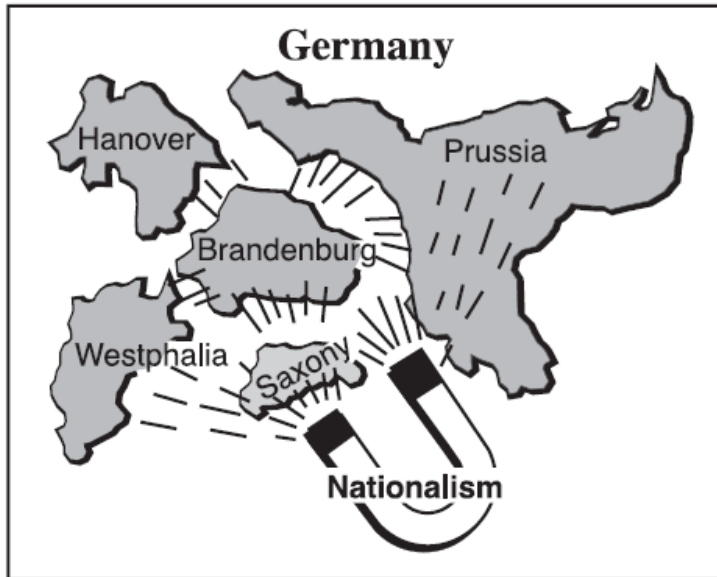 Germany
Hanover
Prussia
Brandenburg
Westphalia
Saxony
Nationalism